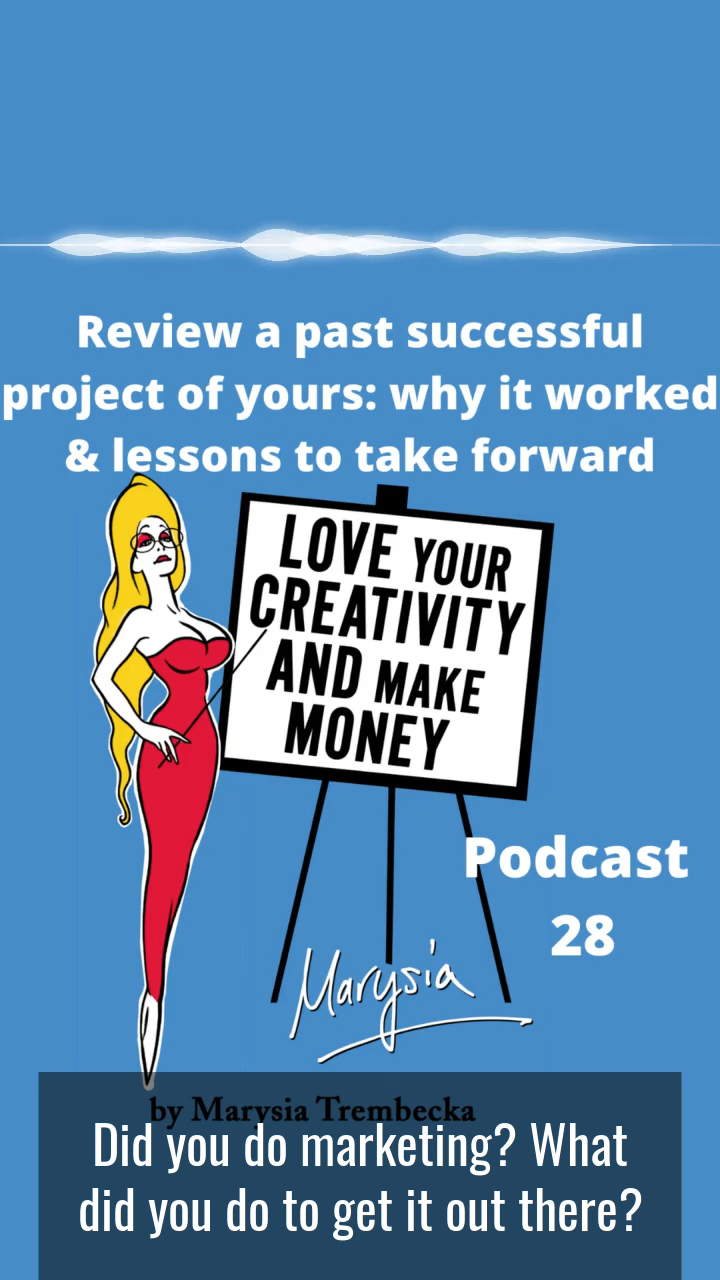 Review a past successful
project of yours: why it worked
& lessons to take forward
LOVE YOUR
CREATIVITY
AND MAKE
MONEY
Podcast
28
Marysia
by Marysia Trembecka
Did you do marketing? What
did you do to get it out there?